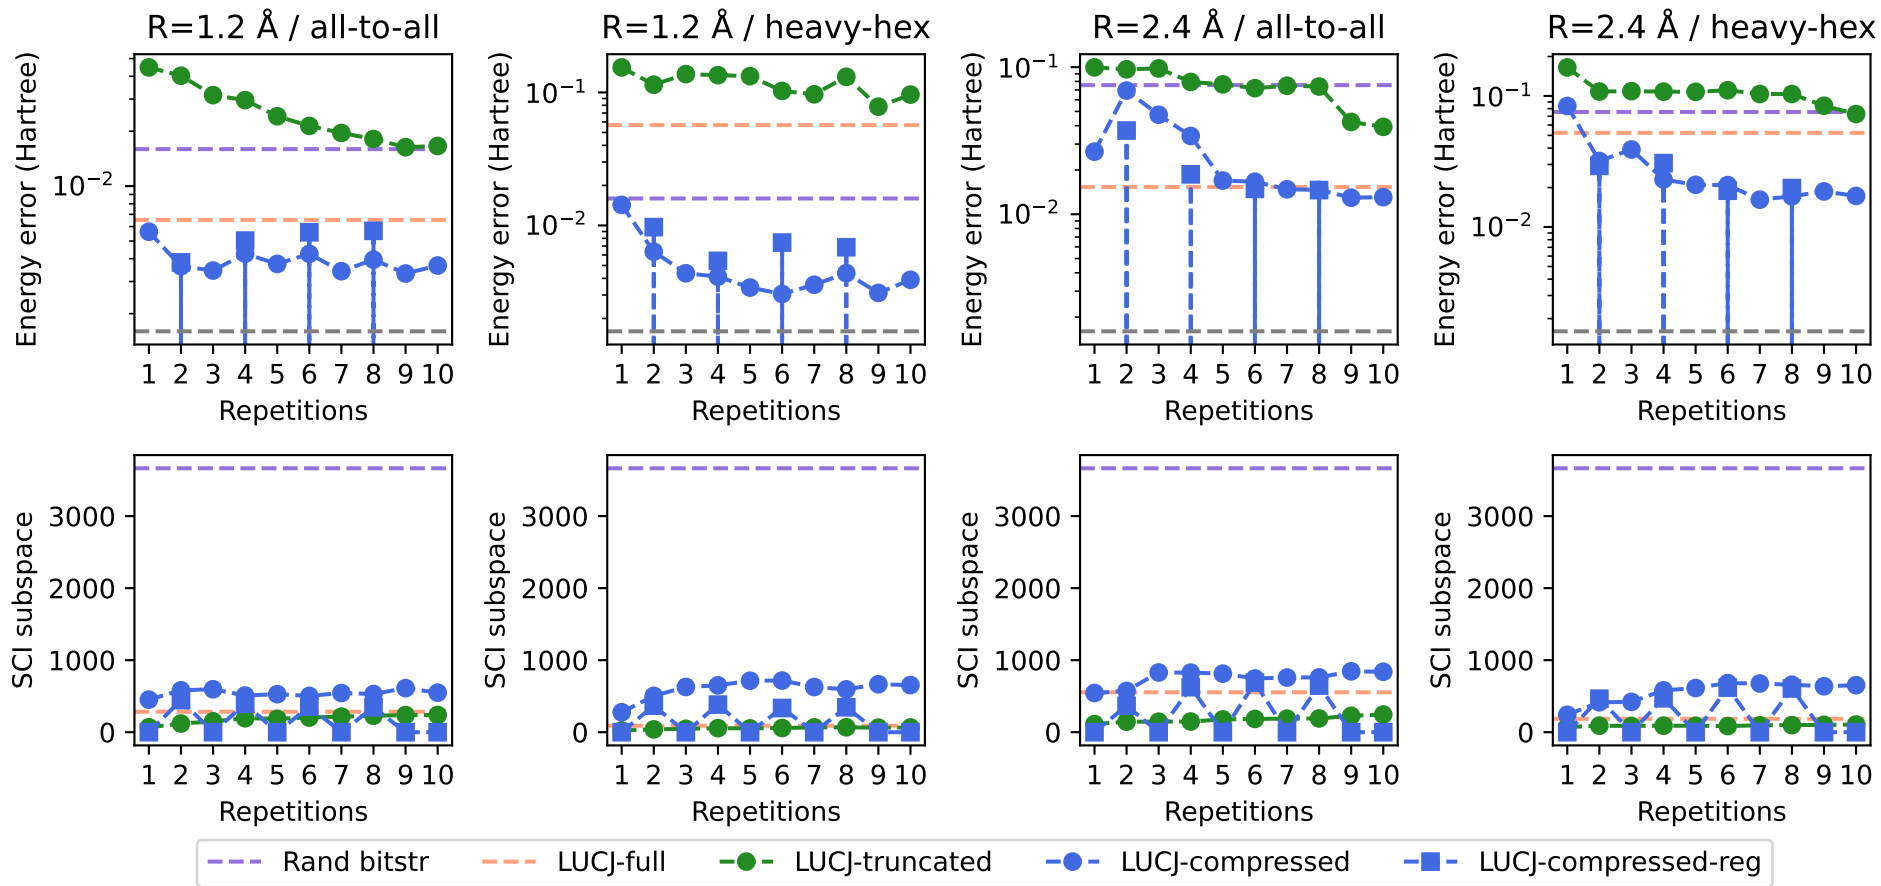 R=1.2 Å / all-to-all
R=1.2 Å / heavy-hex
R=2.4 Å / all-to-all
R=2.4 Å / heavy-hex
Energy error (Hartree)
10⁻²
1 2 3 4 5 6 7 8 9 10
Repetitions
Energy error (Hartree)
10⁻¹
10⁻²
1 2 3 4 5 6 7 8 9 10
Repetitions
Energy error (Hartree)
10⁻¹
10⁻²
1 2 3 4 5 6 7 8 9 10
Repetitions
Energy error (Hartree)
10⁻¹
10⁻²
1 2 3 4 5 6 7 8 9 10
Repetitions
SCI subspace
3000
2000
1000
0
1 2 3 4 5 6 7 8 9 10
Repetitions
SCI subspace
3000
2000
1000
0
1 2 3 4 5 6 7 8 9 10
Repetitions
SCI subspace
3000
2000
1000
0
1 2 3 4 5 6 7 8 9 10
Repetitions
SCI subspace
3000
2000
1000
0
1 2 3 4 5 6 7 8 9 10
Repetitions
Rand bitstr LUCJ-full LUCJ-truncated LUCJ-compressed LUCJ-compressed-reg